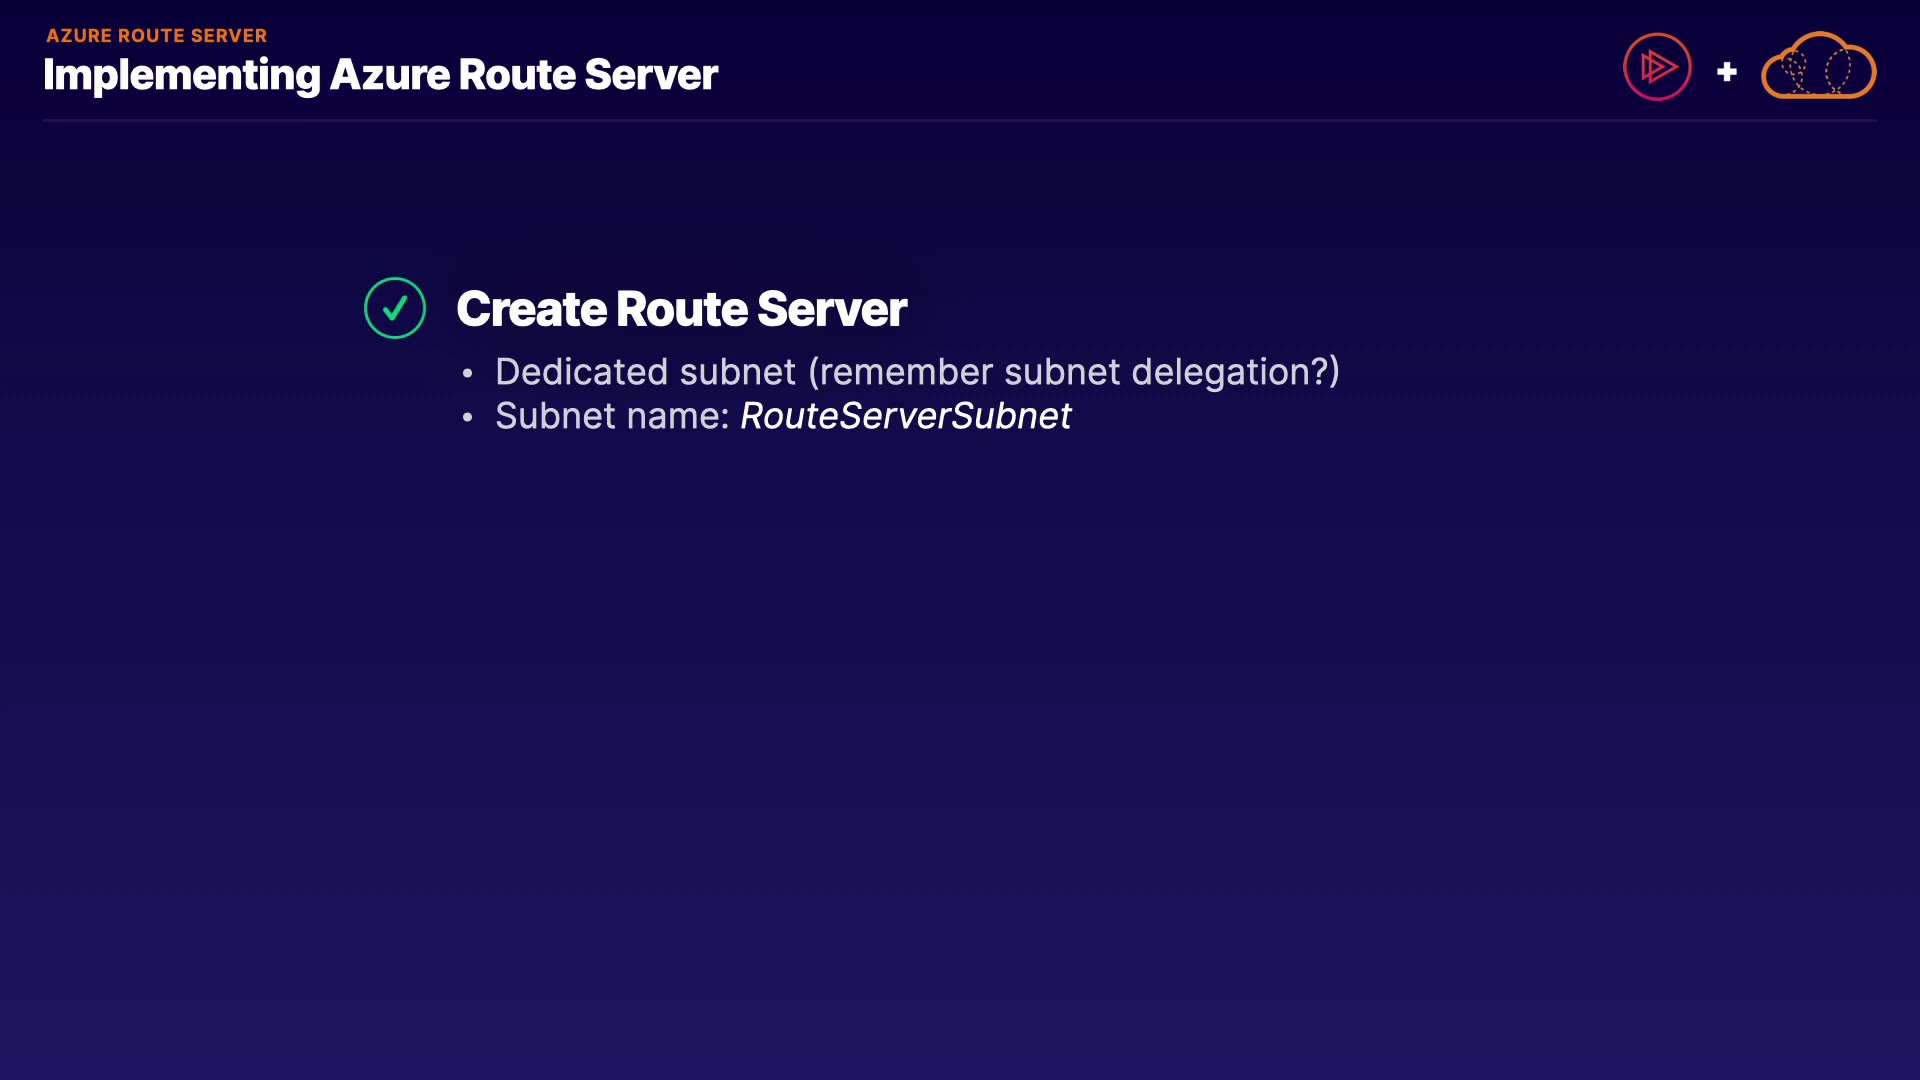 AZURE ROUTE SERVER
Implementing Azure Route Server
+
Create Route Server
• Dedicated subnet (remember subnet delegation?)
• Subnet name: RouteServerSubnet